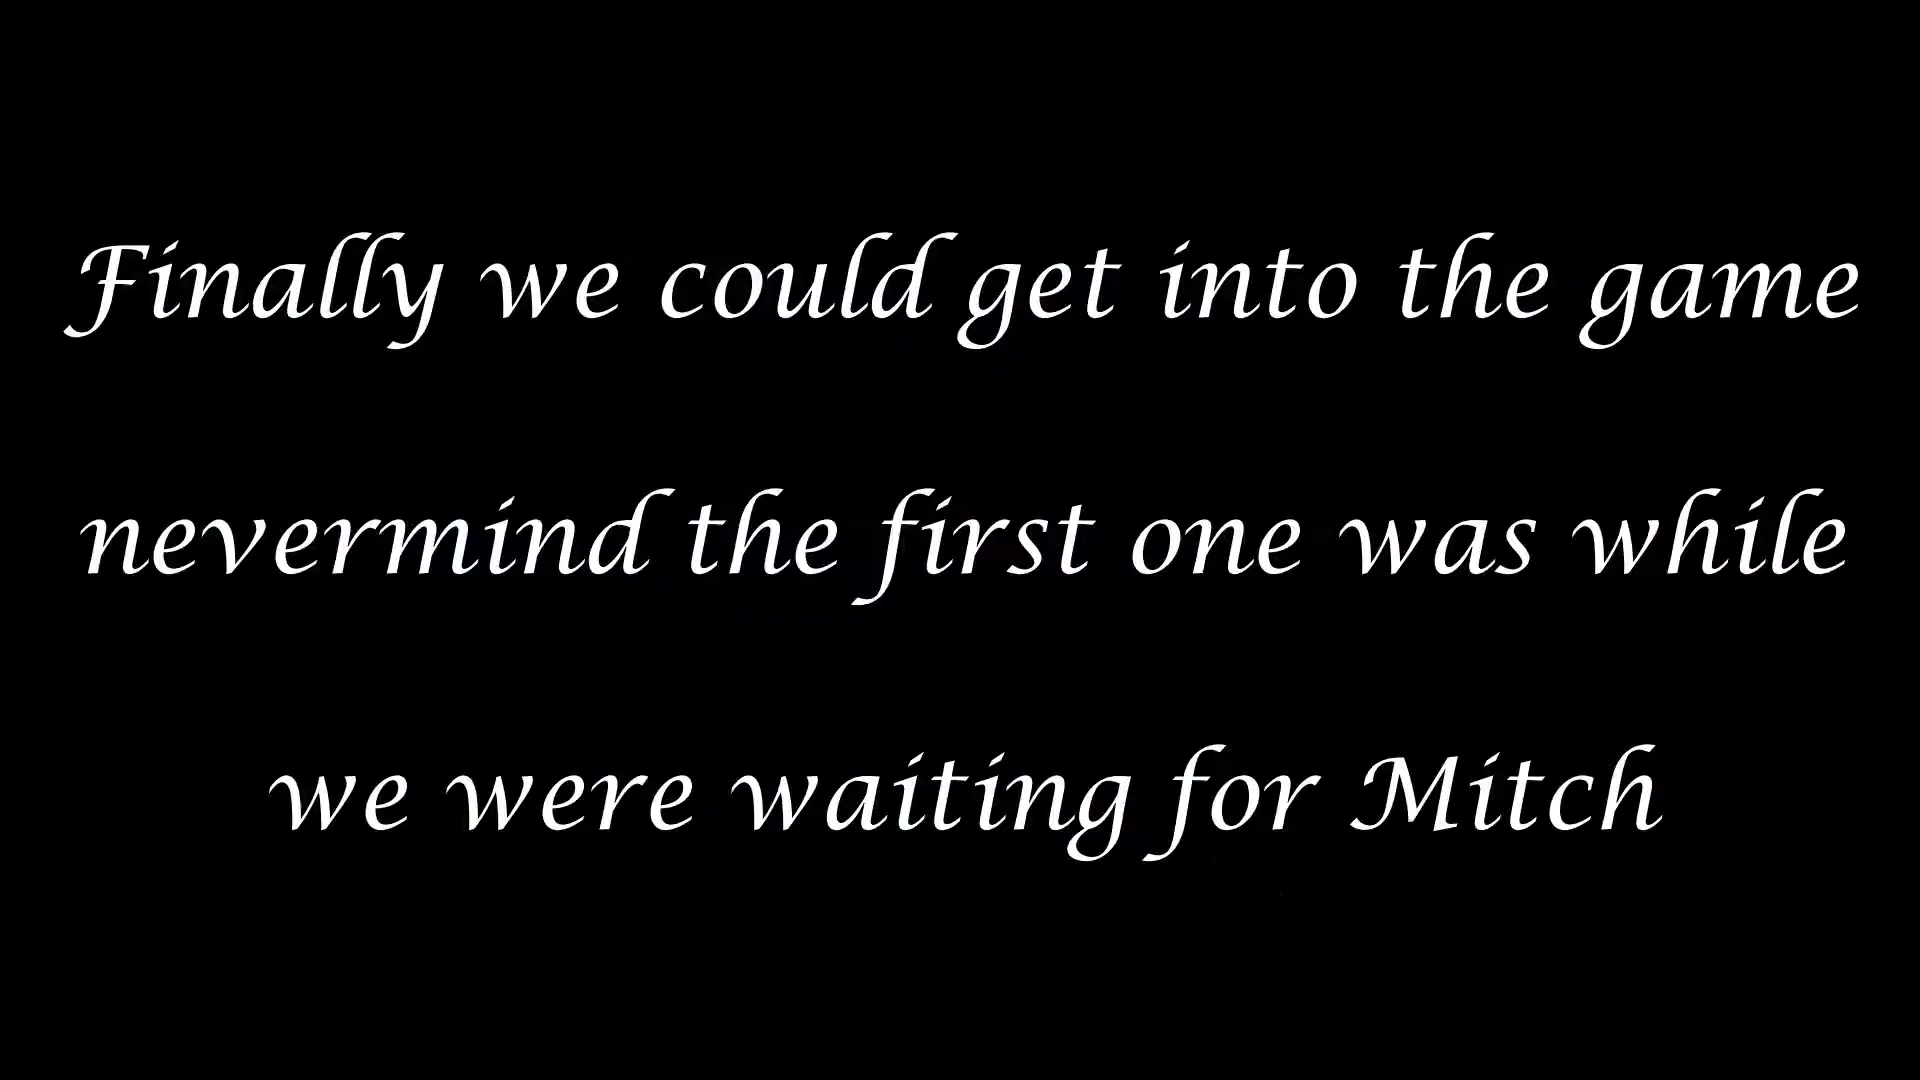 Finally we could get into the game
nevermind the first one was while
we were waiting for Mitch